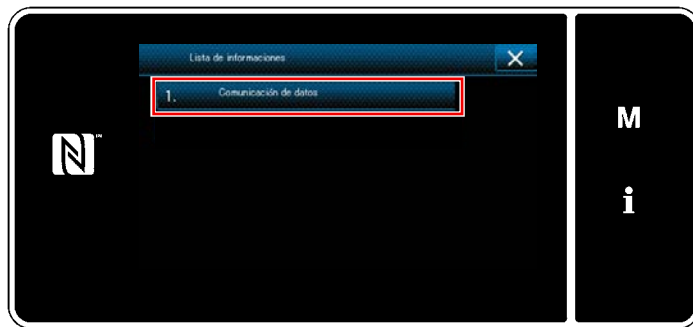 Lista de informaciones
1. Comunicación de datos
M
i